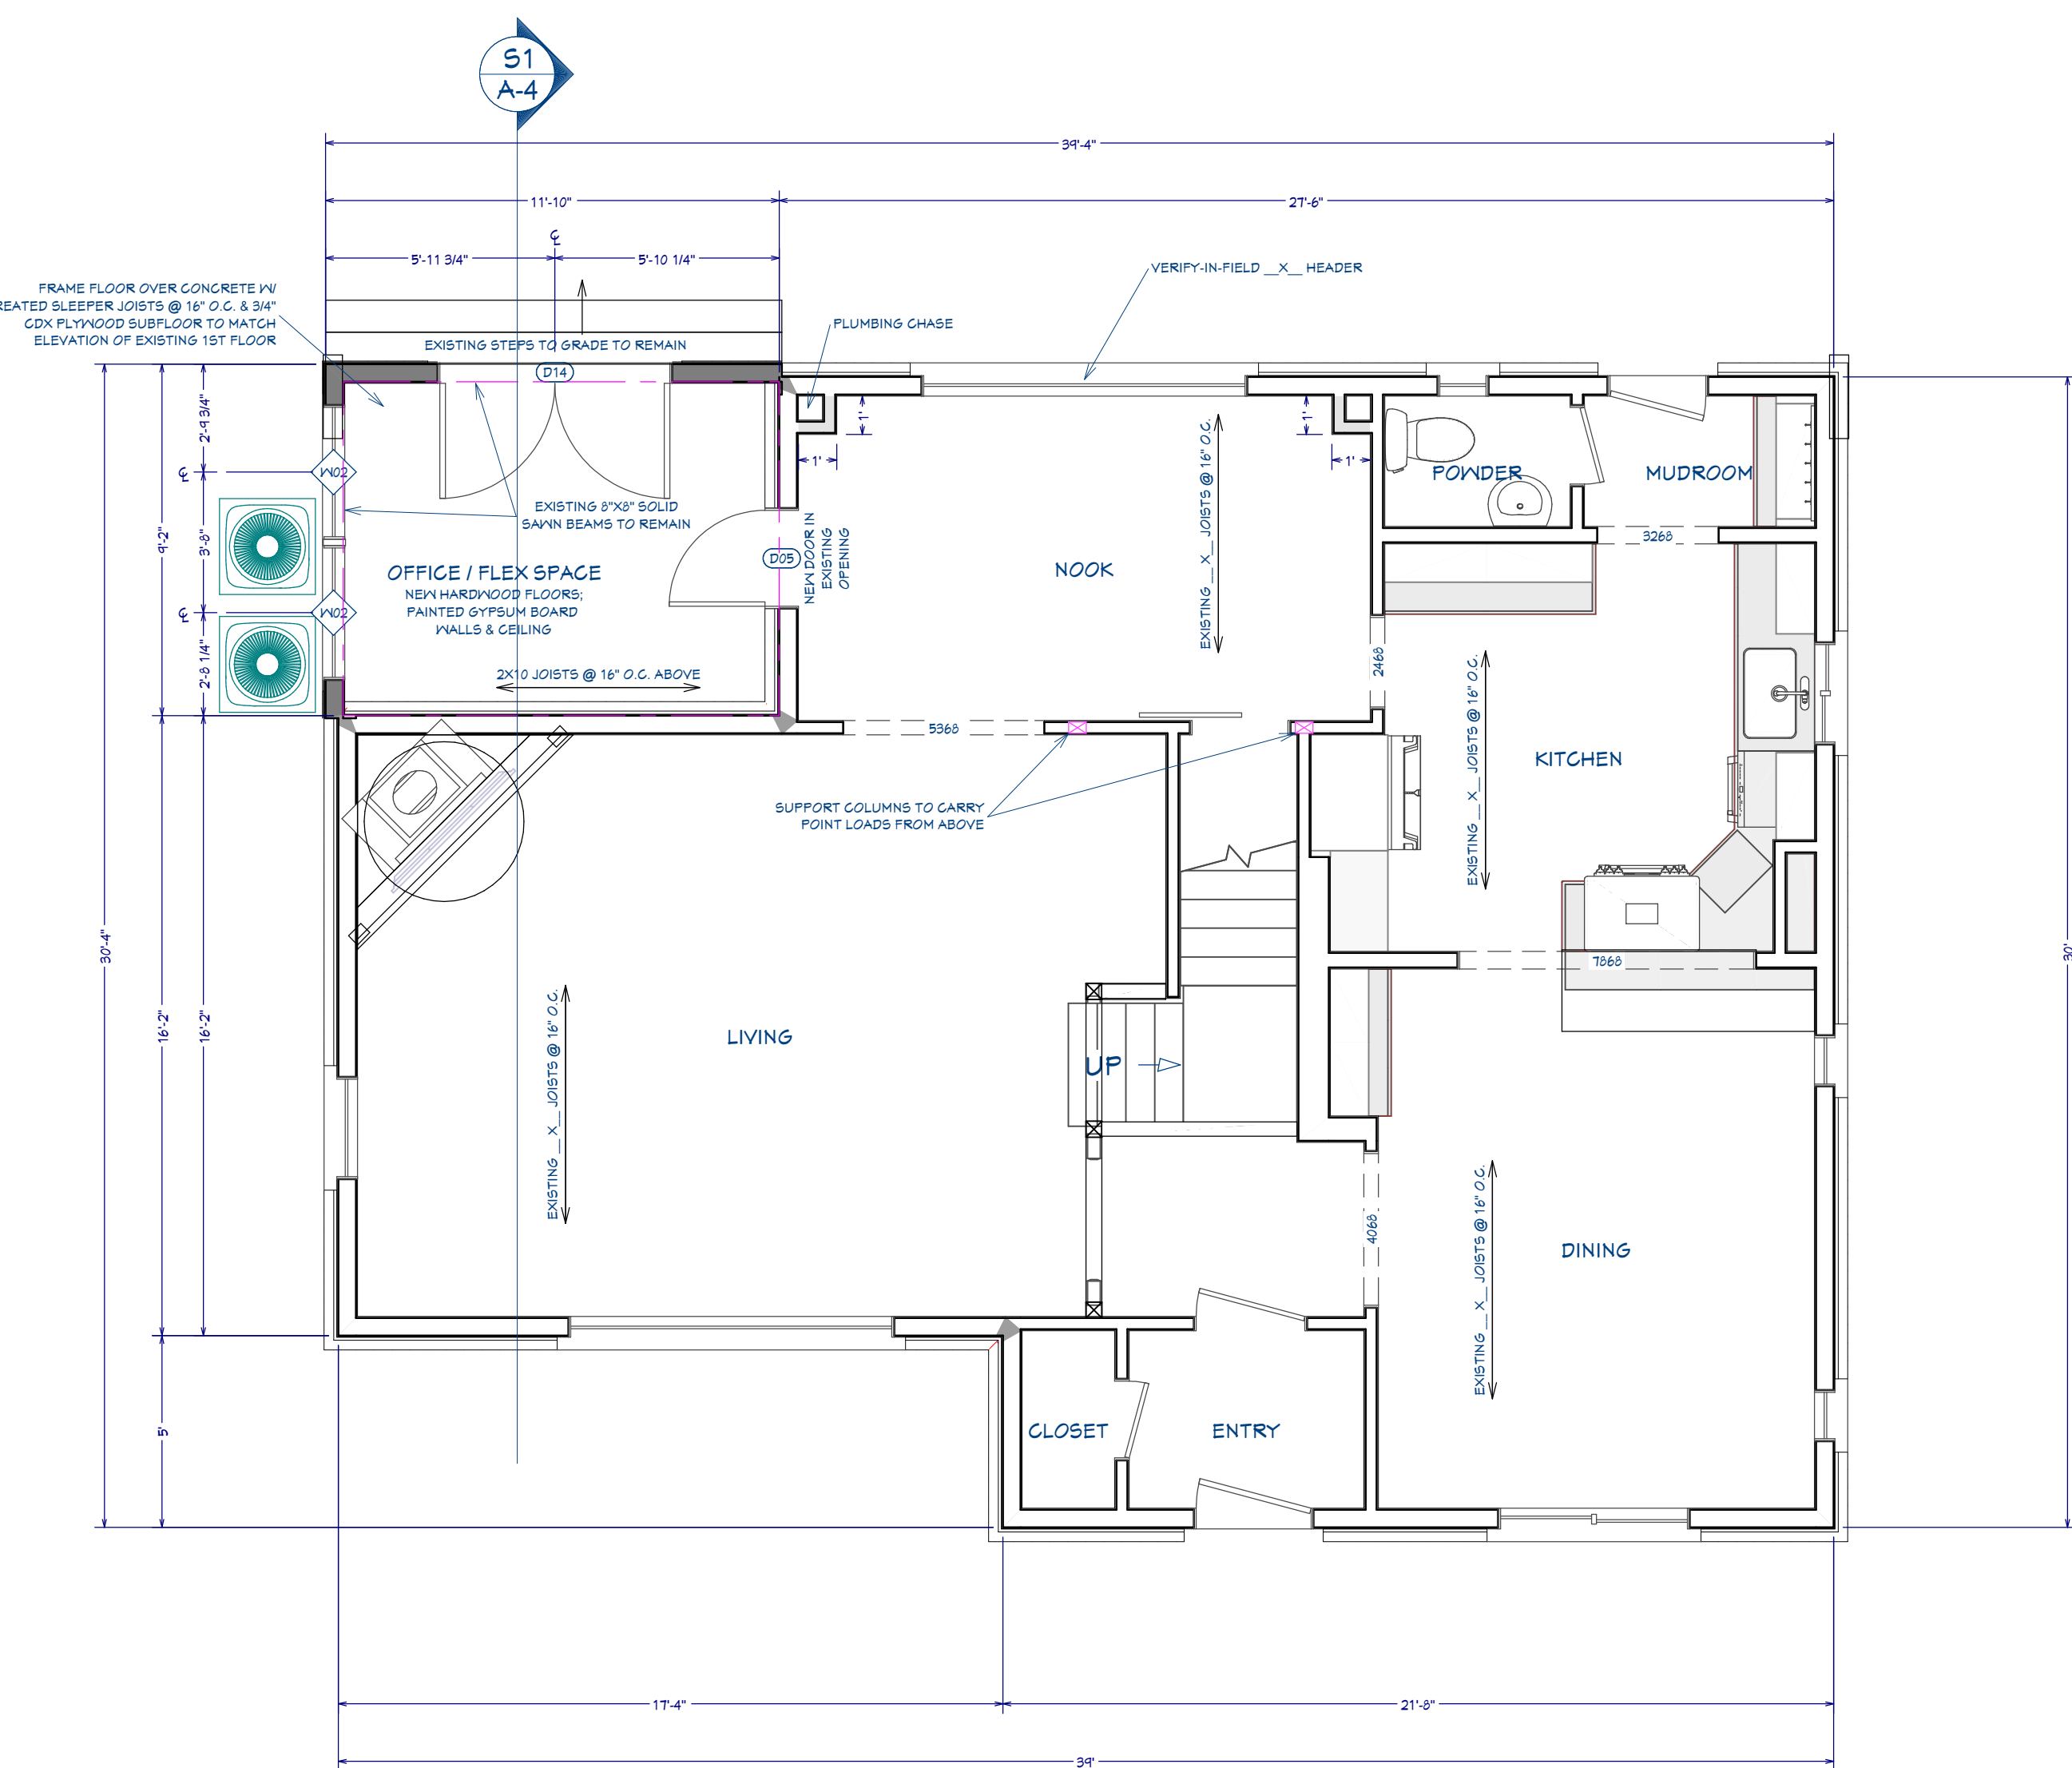 S1
A-4
39'-4"
11'-10"
27'-6"
℄
5'-11 3/4"
5'-10 1/4"
VERIFY-IN-FIELD __X__ HEADER
FRAME FLOOR OVER CONCRETE W/
REATED SLEEPER JOISTS @ 16" O.C. & 3/4"
CDX PLYWOOD SUBFLOOR TO MATCH
ELEVATION OF EXISTING 1ST FLOOR
PLUMBING CHASE
EXISTING STEPS TO GRADE TO REMAIN
D14
2'-9 3/4"
1'
1'
1'
1'
℄
W02
POWDER
MUDROOM
EXISTING 8"X8" SOLID
SAWN BEAMS TO REMAIN
9'-2"
3'-8"
3268
NEW DOOR IN
EXISTING
OPENING
D05
EXISTING __X__ JOISTS @ 16" O.C.
NOOK
OFFICE / FLEX SPACE
NEW HARDWOOD FLOORS;
PAINTED GYPSUM BOARD
WALLS & CEILING
℄
W02
2'-8 1/4"
2X10 JOISTS @ 16" O.C. ABOVE
2468
5368
EXISTING __X__ JOISTS @ 16" O.C.
KITCHEN
SUPPORT COLUMNS TO CARRY
POINT LOADS FROM ABOVE
30'-4"
30'
7868
16'-2"
16'-2"
EXISTING __X__ JOISTS @ 16" O.C.
LIVING
UP
4068
EXISTING __X__ JOISTS @ 16" O.C.
DINING
5'
CLOSET
ENTRY
17'-4"
21'-8"
39'